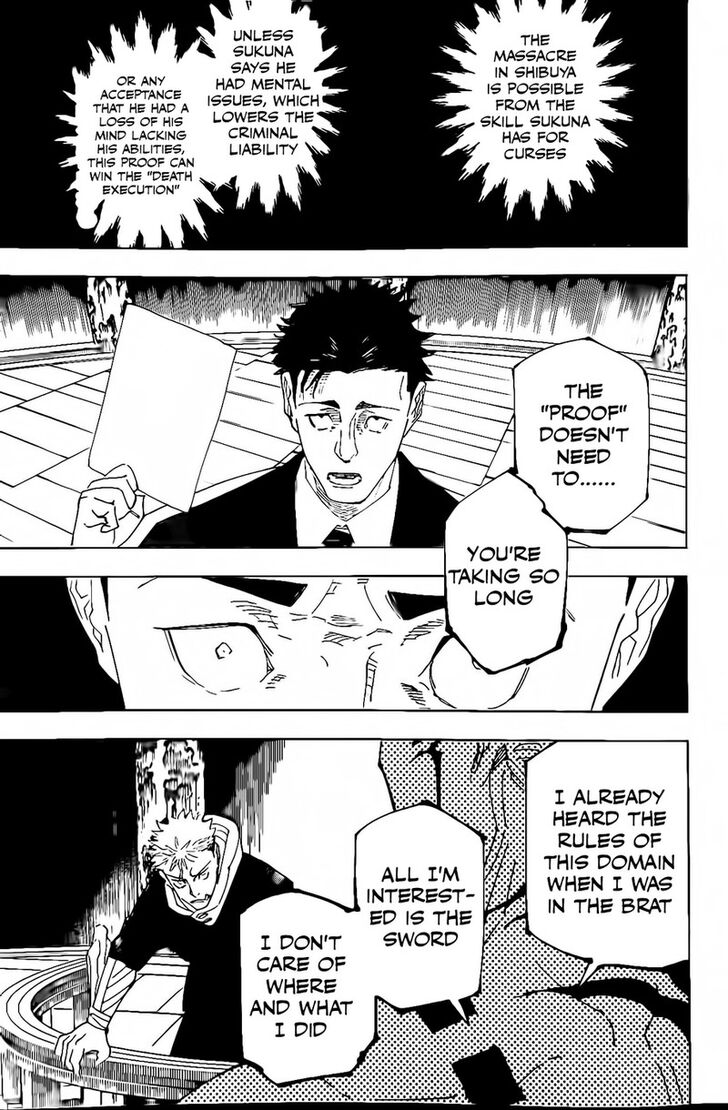 THE
MASSACRE
IN SHIBUYA
IS POSSIBLE
FROM THE
SKILL SUKUNA
HAS FOR
CURSES
UNLESS
SUKUNA
SAYS HE
HAD MENTAL
ISSUES, WHICH
LOWERS THE
CRIMINAL
LIABILITY
OR ANY
ACCEPTANCE
THAT HE HAD A
LOSS OF HIS
MIND LACKING
HIS ABILITIES,
THIS PROOF CAN
WIN THE "DEATH
EXECUTION"
THE
"PROOF"
DOESN'T
NEED
TO......
YOU'RE
TAKING SO
LONG
I ALREADY
HEARD THE
RULES OF
THIS DOMAIN
WHEN I WAS
IN THE BRAT
ALL I'M
INTEREST-
ED IS THE
SWORD
I DON'T
CARE OF
WHERE
AND WHAT
I DID